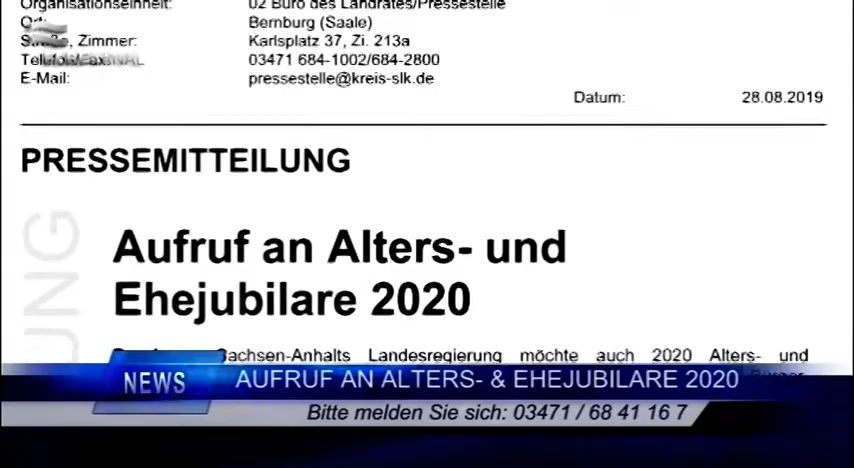 Organisationseinheit: 02 Büro des Landrates/Pressestelle
Ort: Bernburg (Saale)
Straße, Zimmer: Karlsplatz 37, Zi. 213a
03471 684-1002/684-2800
E-Mail: pressestelle@kreis-slk.de
Datum: 28.08.2019
PRESSEMITTEILUNG
Aufruf an Alters- und
Ehejubilare 2020
UNG
Sachsen-Anhalts Landesregierung möchte auch 2020 Alters- und
NEWS AUFRUF AN ALTERS- & EHEJUBILARE 2020
Bitte melden Sie sich: 03471 / 68 41 16 7